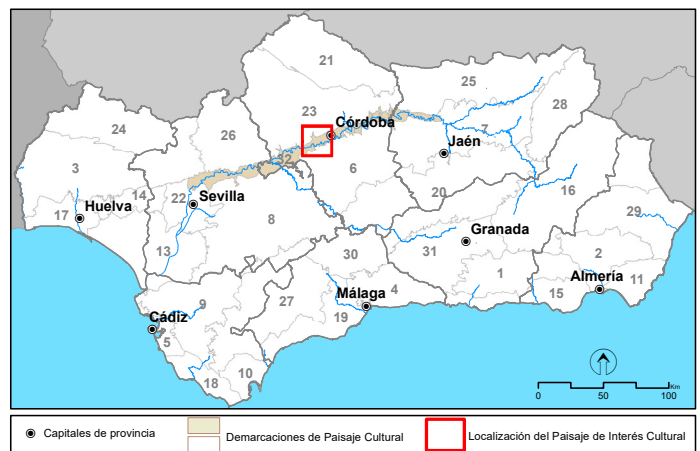 21
25
23
28
24
26
Córdoba
7
3
32
Jaén
6
20
16
14
22
Sevilla
17
Huelva
29
8
Granada
13
31
2
30
1
Almería
9
27
Málaga
4
15
11
Cádiz
19
5
18
10
0 50 100 Km
Capitales de provincia
Demarcaciones de Paisaje Cultural
Localización del Paisaje de Interés Cultural